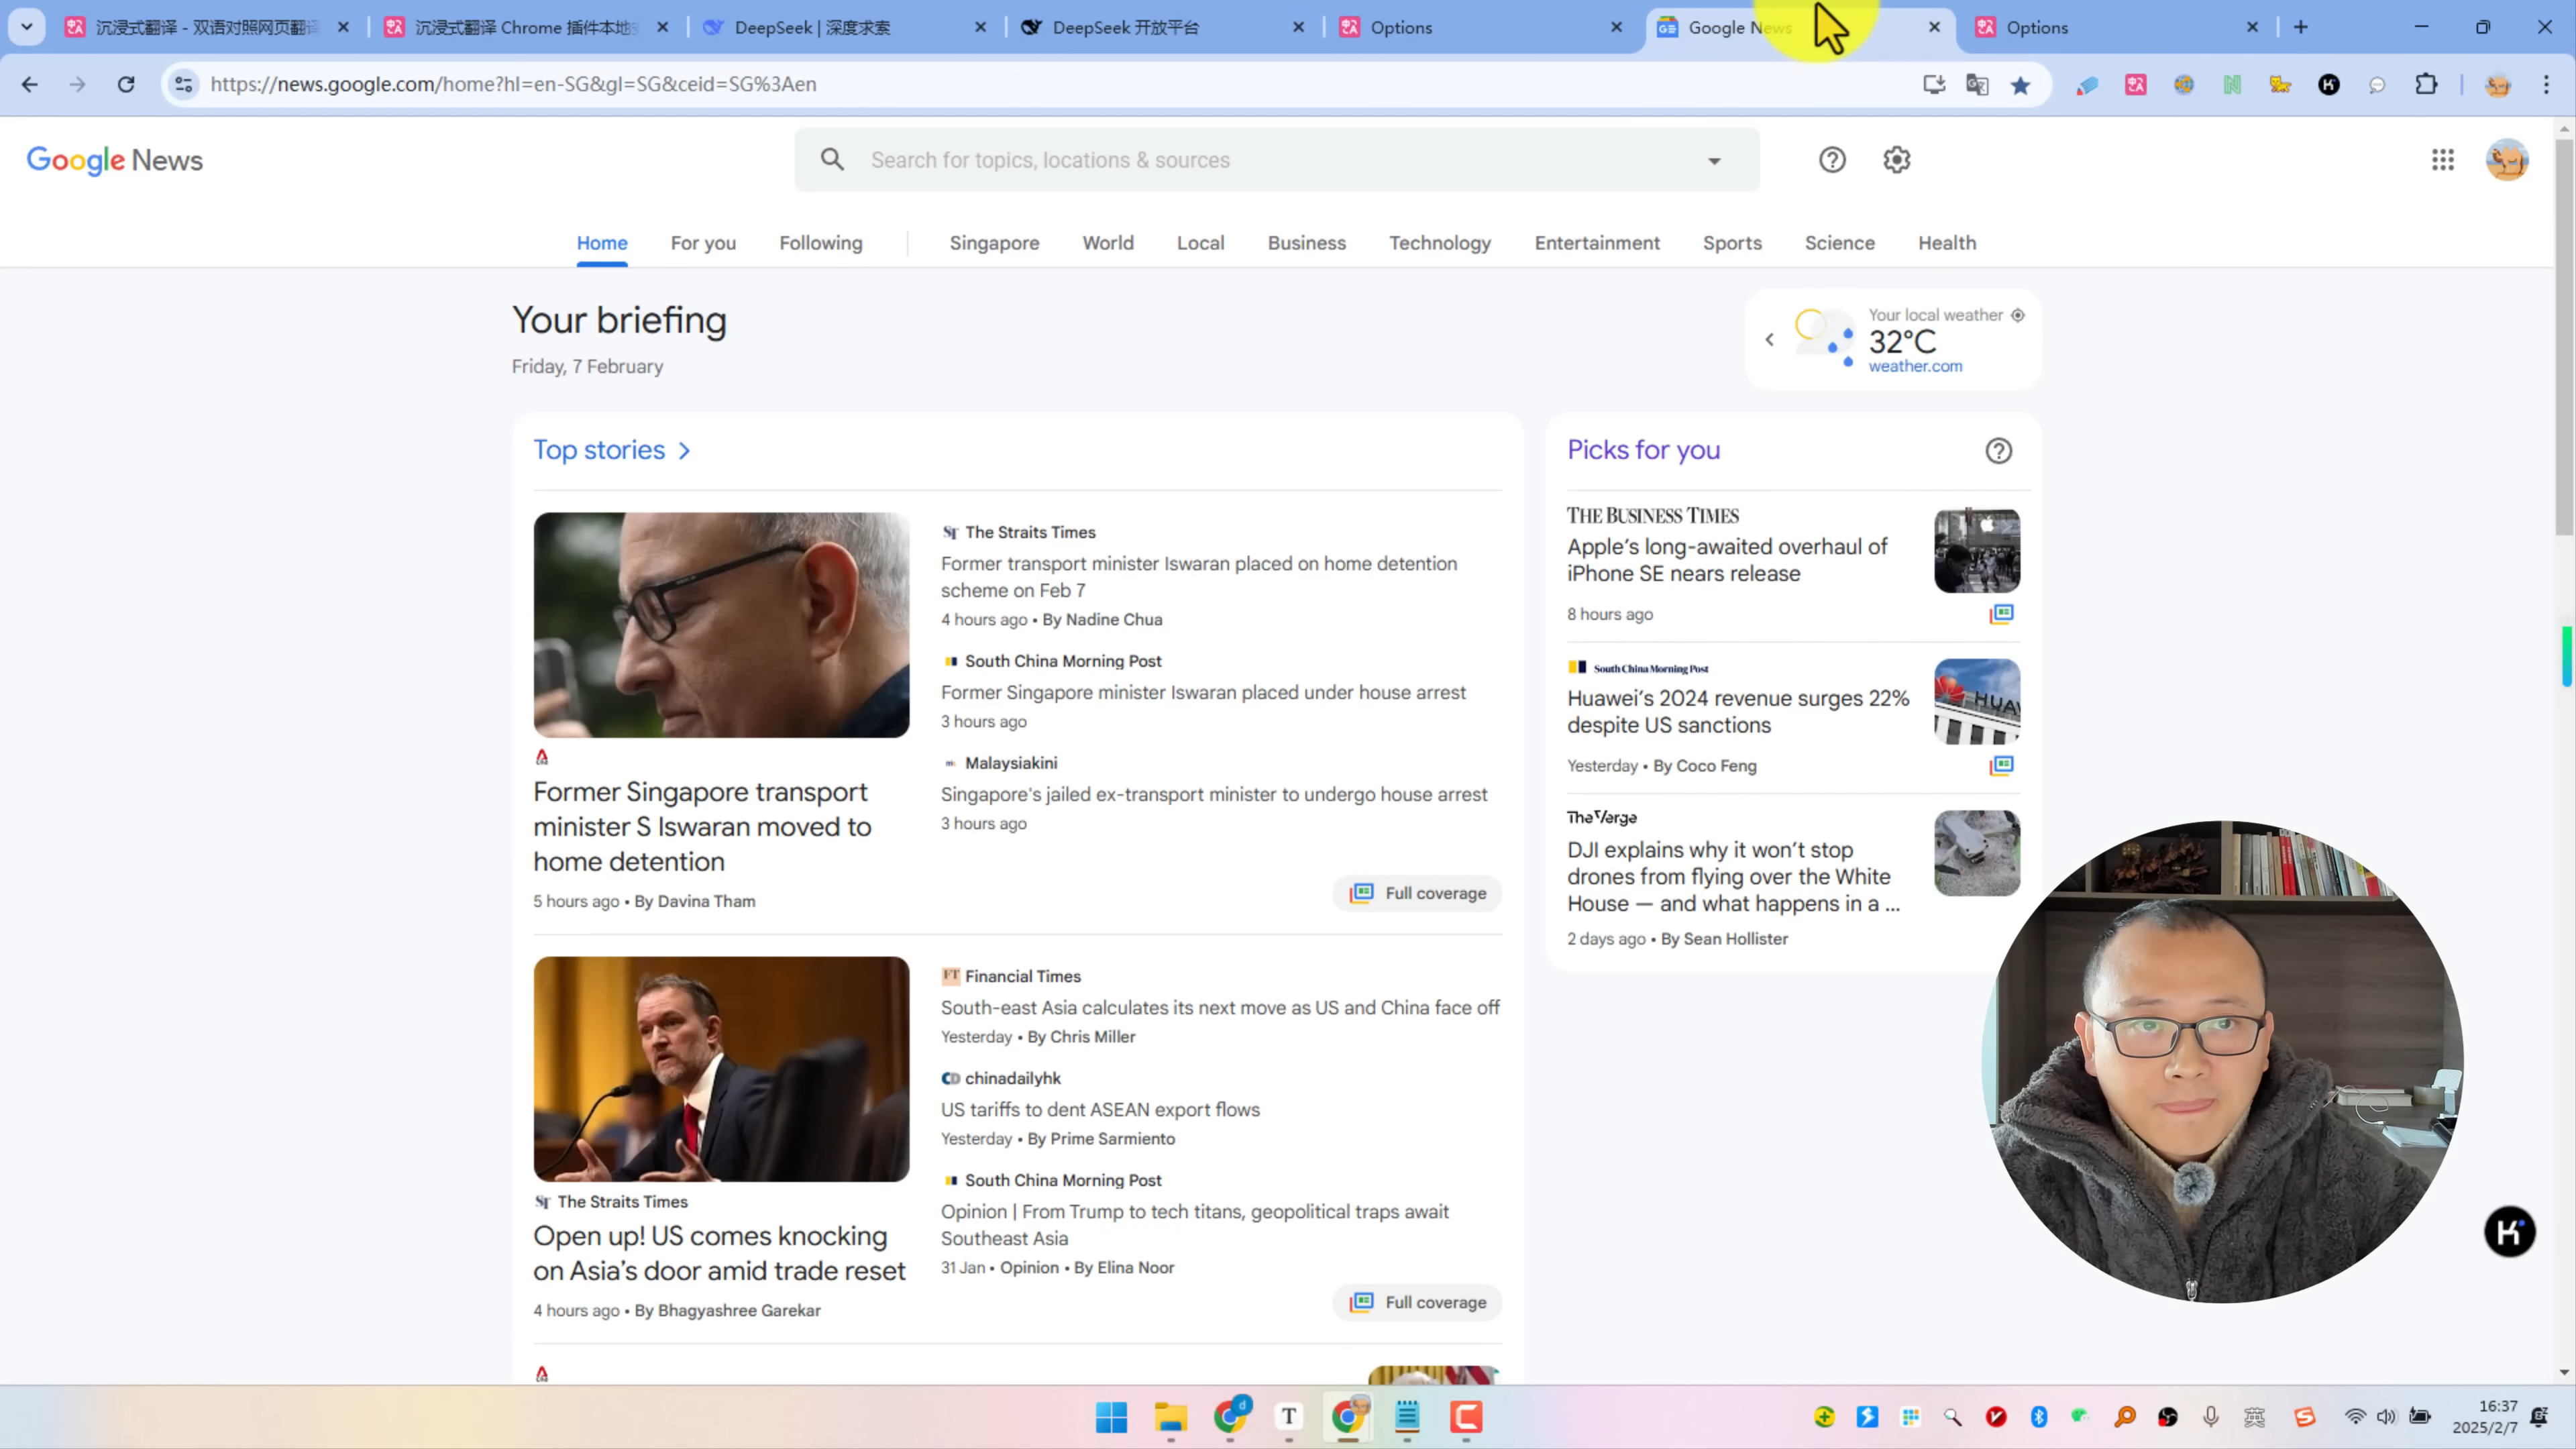 沉浸式翻译 - 双语对照网页翻译
沉浸式翻译 Chrome 插件本地
DeepSeek | 深度求索
DeepSeek 开放平台
Options
Google News
Options
https://news.google.com/home?hl=en-SG&gl=SG&ceid=SG%3Aen
Google News
Search for topics, locations & sources
Home
For you
Following
Singapore
World
Local
Business
Technology
Entertainment
Sports
Science
Health
Your briefing
Friday, 7 February
Your local weather
32°C
weather.com
Top stories
The Straits Times
Former transport minister Iswaran placed on home detention
scheme on Feb 7
4 hours ago • By Nadine Chua
South China Morning Post
Former Singapore minister Iswaran placed under house arrest
3 hours ago
Malaysiakini
Singapore's jailed ex-transport minister to undergo house arrest
3 hours ago
Former Singapore transport
minister S Iswaran moved to
home detention
5 hours ago • By Davina Tham
Full coverage
Financial Times
South-east Asia calculates its next move as US and China face off
Yesterday • By Chris Miller
chinadailyhk
US tariffs to dent ASEAN export flows
Yesterday • By Prime Sarmiento
South China Morning Post
Opinion | From Trump to tech titans, geopolitical traps await
Southeast Asia
31 Jan • Opinion • By Elina Noor
The Straits Times
Open up! US comes knocking
on Asia’s door amid trade reset
4 hours ago • By Bhagyashree Garekar
Full coverage
Picks for you
THE BUSINESS TIMES
Apple’s long-awaited overhaul of
iPhone SE nears release
8 hours ago
South China Morning Post
Huawei’s 2024 revenue surges 22%
despite US sanctions
Yesterday • By Coco Feng
The Verge
DJI explains why it won’t stop
drones from flying over the White
House — and what happens in a ...
2 days ago • By Sean Hollister
16:37
2025/2/7